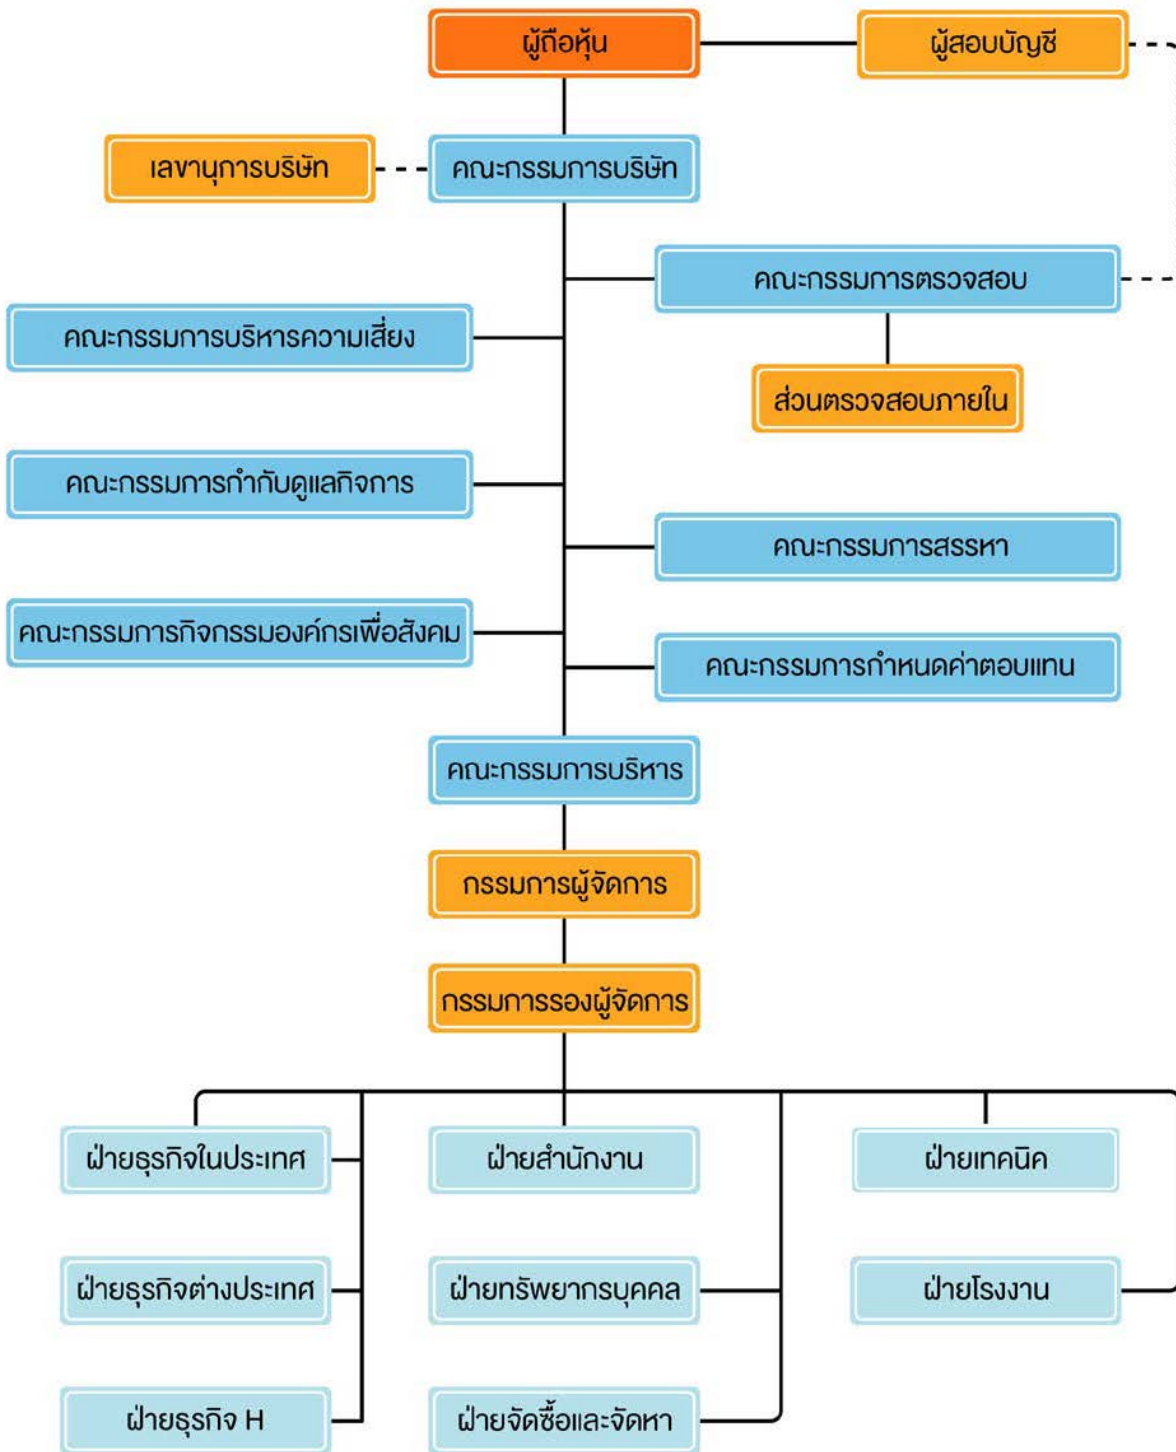 ผู้ถือหุ้น
ผู้สอบบัญชี
เลขานุการบริษัท
คณะกรรมการบริษัท
คณะกรรมการตรวจสอบ
คณะกรรมการบริหารความเสี่ยง
ส่วนตรวจสอบภายใน
คณะกรรมการกำกับดูแลกิจการ
คณะกรรมการสรรหา
คณะกรรมการกิจกรรมองค์กรเพื่อสังคม
คณะกรรมการกำหนดค่าตอบแทน
คณะกรรมการบริหาร
กรรมการผู้จัดการ
กรรมการรองผู้จัดการ
ฝ่ายธุรกิจในประเทศ
ฝ่ายสำนักงาน
ฝ่ายเทคนิค
ฝ่ายธุรกิจต่างประเทศ
ฝ่ายทรัพยากรบุคคล
ฝ่ายโรงงาน
ฝ่ายธุรกิจ H
ฝ่ายจัดซื้อและจัดหา